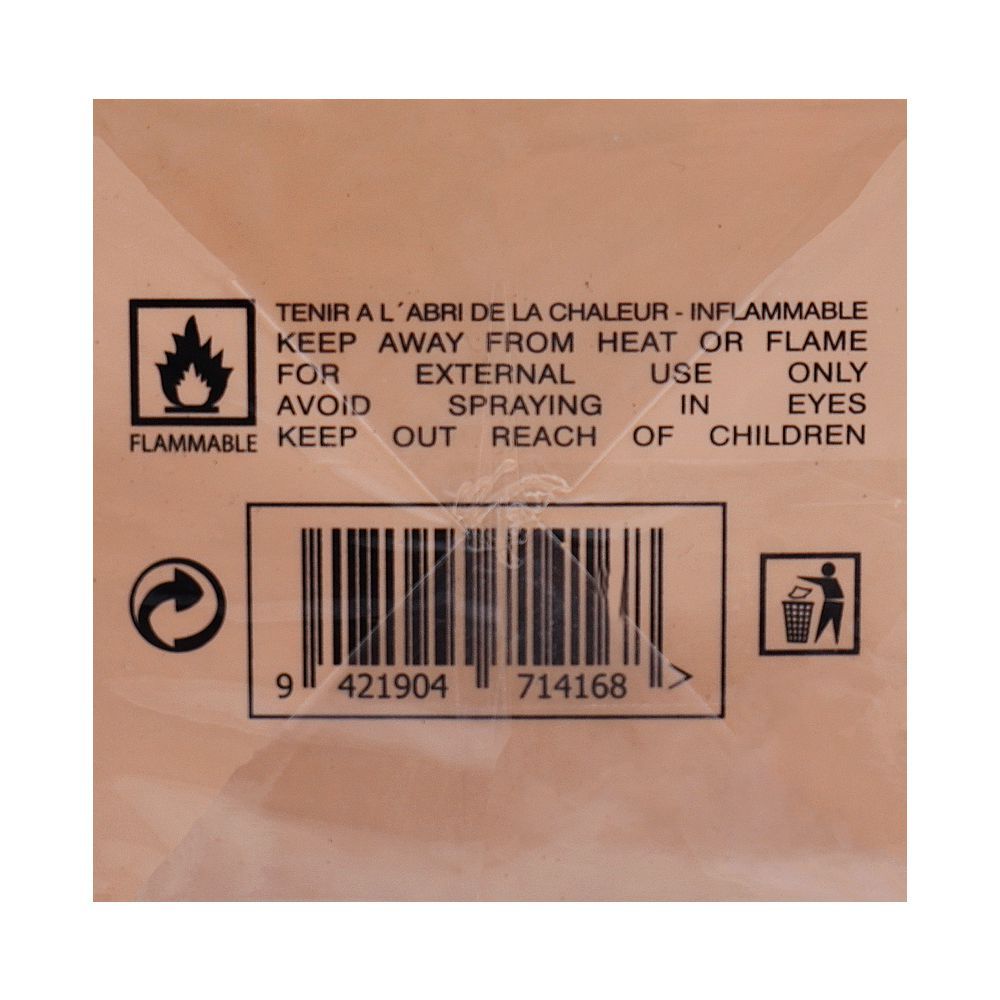 TENIR A L´ABRI DE LA CHALEUR - INFLAMMABLE
KEEP AWAY FROM HEAT OR FLAME
FOR EXTERNAL USE ONLY
AVOID SPRAYING IN EYES
KEEP OUT REACH OF CHILDREN
FLAMMABLE
9 421904 714168 >